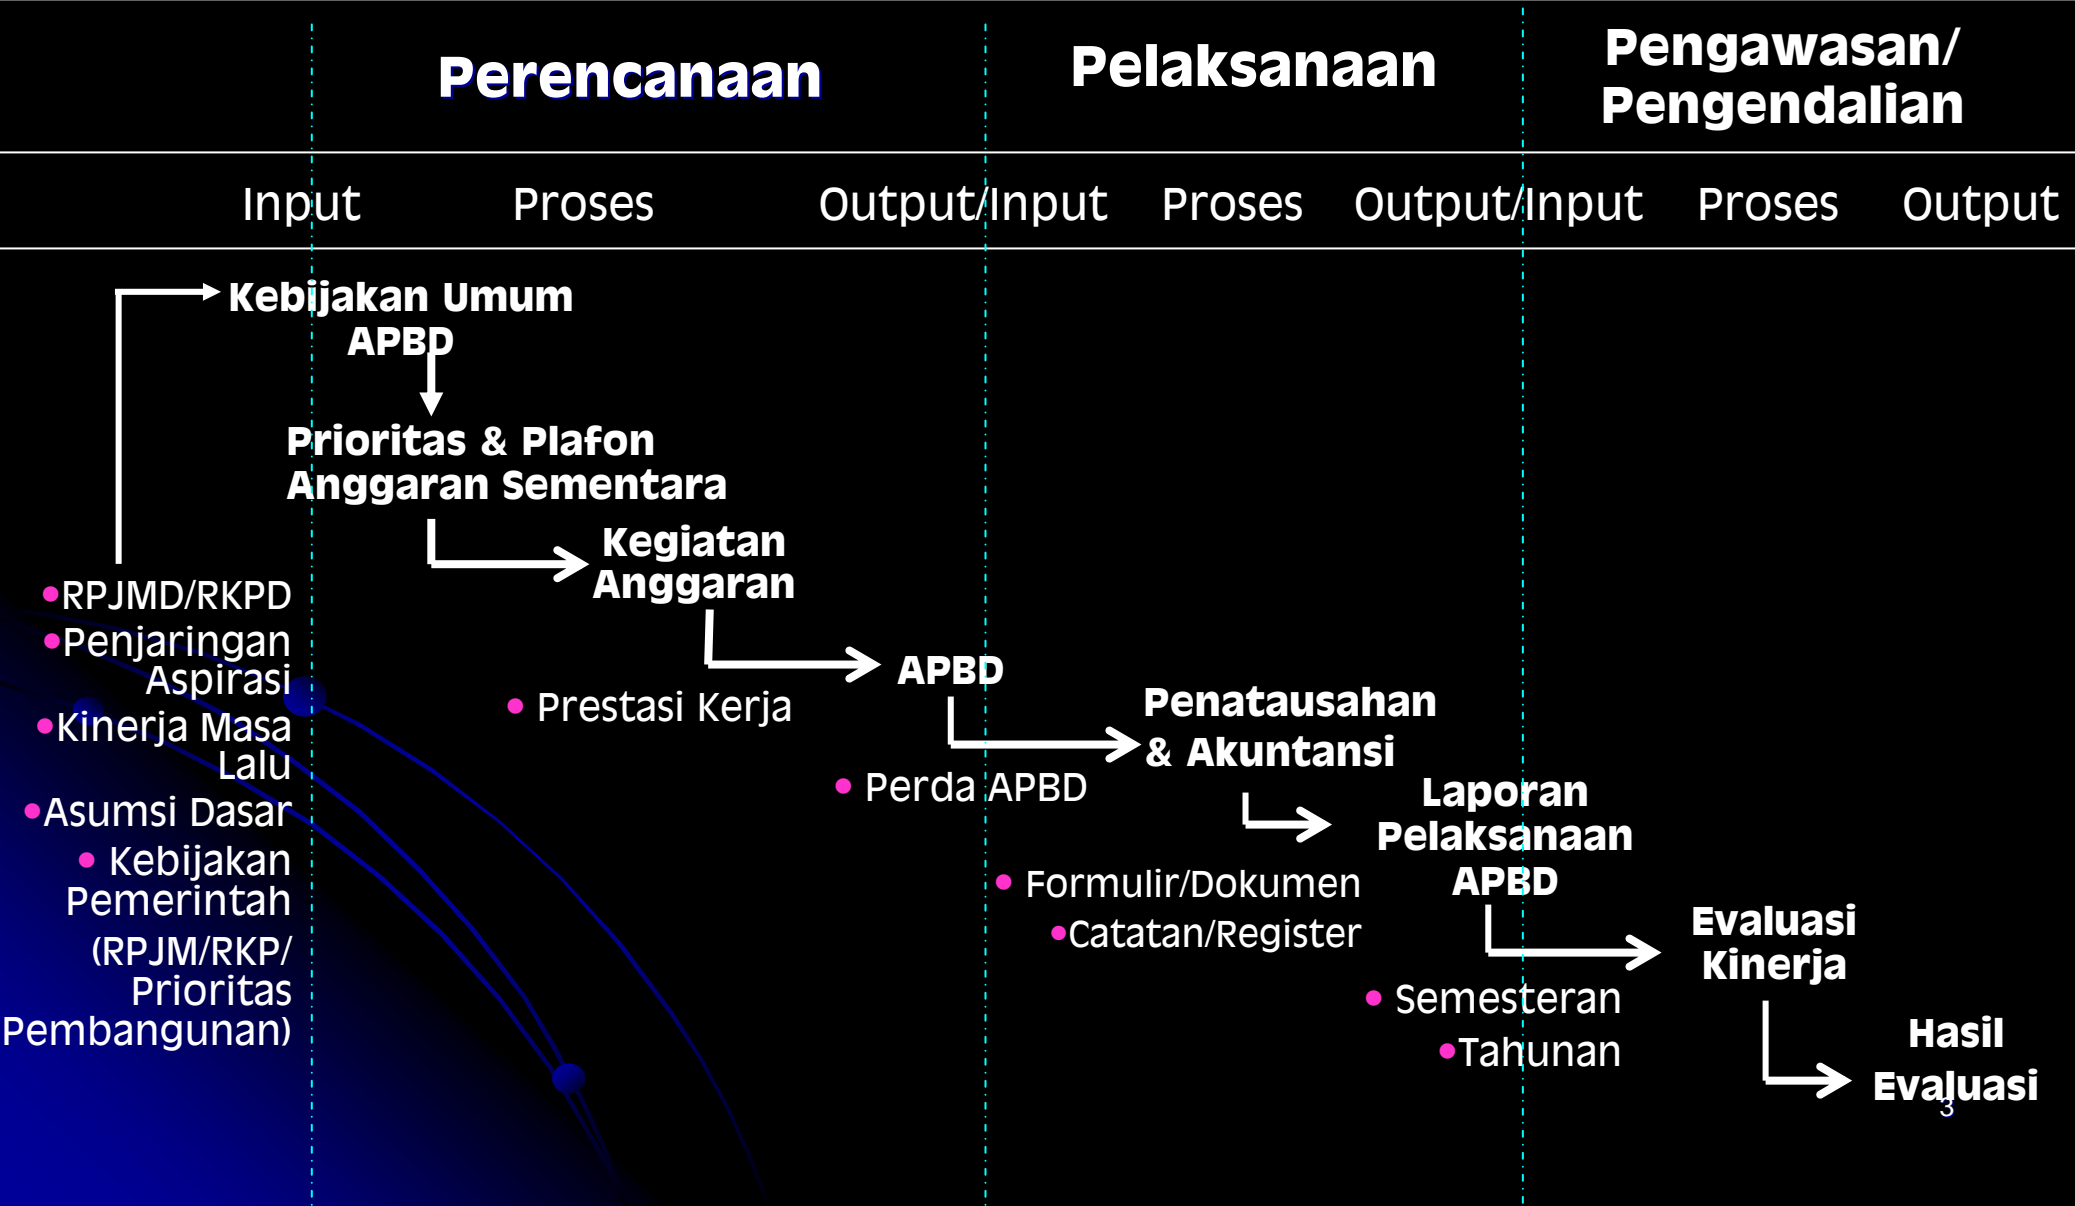 Perencanaan
Pelaksanaan
Pengawasan/
Pengendalian
Input
Proses
Output/Input
Proses
Output/Input
Proses
Output
Kebijakan Umum
APBD
Prioritas & Plafon
Anggaran Sementara
Kegiatan
Anggaran
•RPJMD/RKPD
•Penjaringan
Aspirasi
•Kinerja Masa
Lalu
•Asumsi Dasar
• Kebijakan
Pemerintah
(RPJM/RKP/
Prioritas
Pembangunan)
• Prestasi Kerja
APBD
• Perda APBD
Penatausahan
& Akuntansi
• Formulir/Dokumen
•Catatan/Register
Laporan
Pelaksanaan
APBD
• Semesteran
•Tahunan
Evaluasi
Kinerja
Hasil
Evaluasi
3